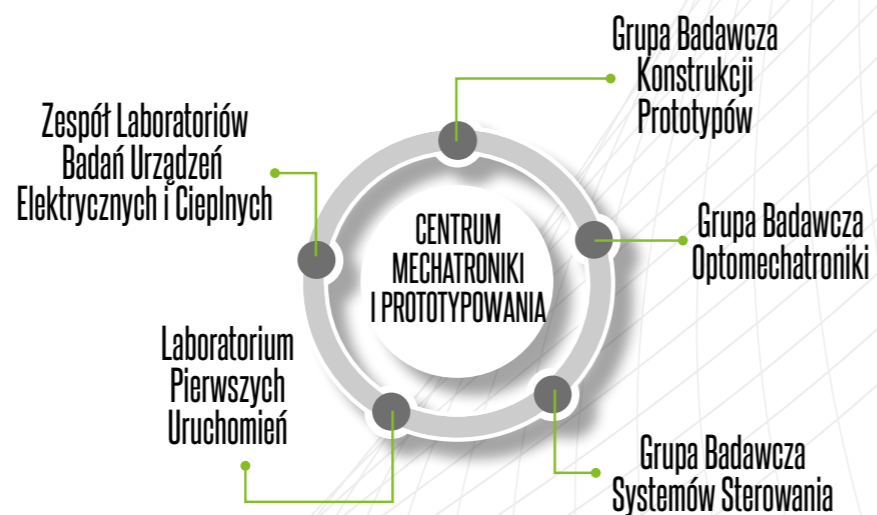 Grupa Badawcza
Konstrukcji
Prototypów
Zespół Laboratoriów
Badań Urządzeń
Elektrycznych i Cieplnych
CENTRUM
MECHATRONIKI
I PROTOTYPOWANIA
Grupa Badawcza
Optomechatroniki
Laboratorium
Pierwszych
Uruchomień
Grupa Badawcza
Systemów Sterowania